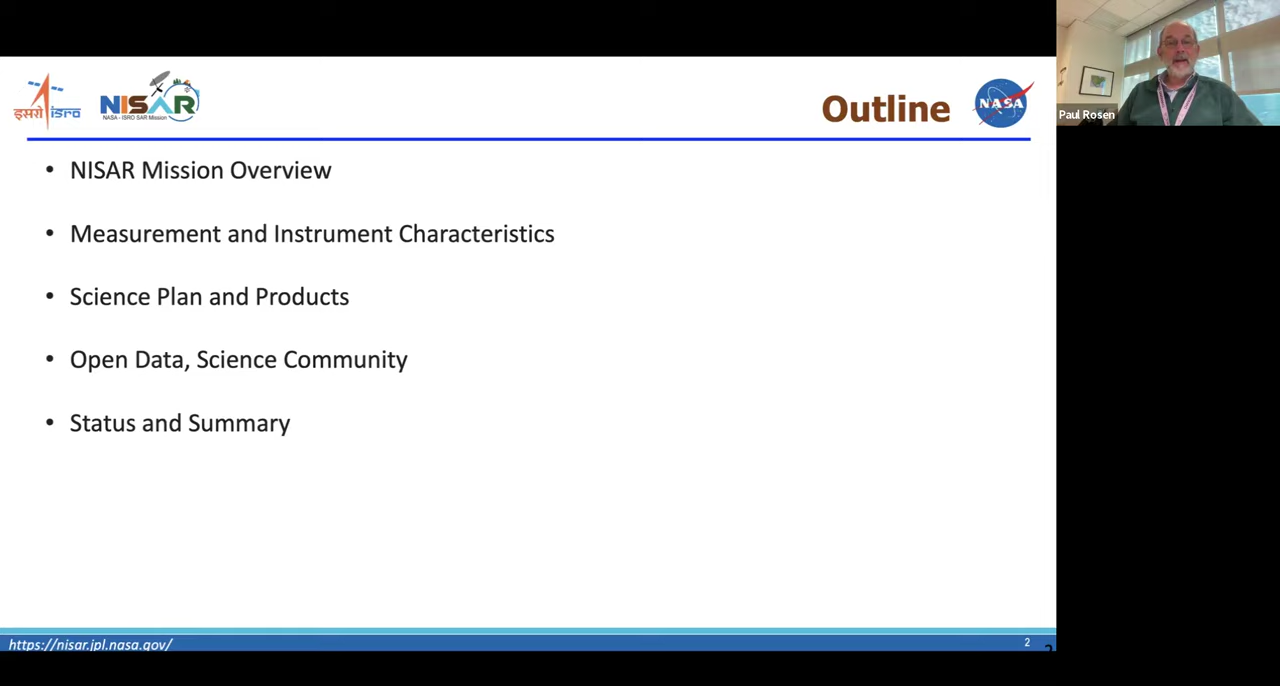 इसरो isro
NISAR
NASA - ISRO SAR Mission
Outline
NASA
Paul Rosen
• NISAR Mission Overview
• Measurement and Instrument Characteristics
• Science Plan and Products
• Open Data, Science Community
• Status and Summary
https://nisar.jpl.nasa.gov/
2
2